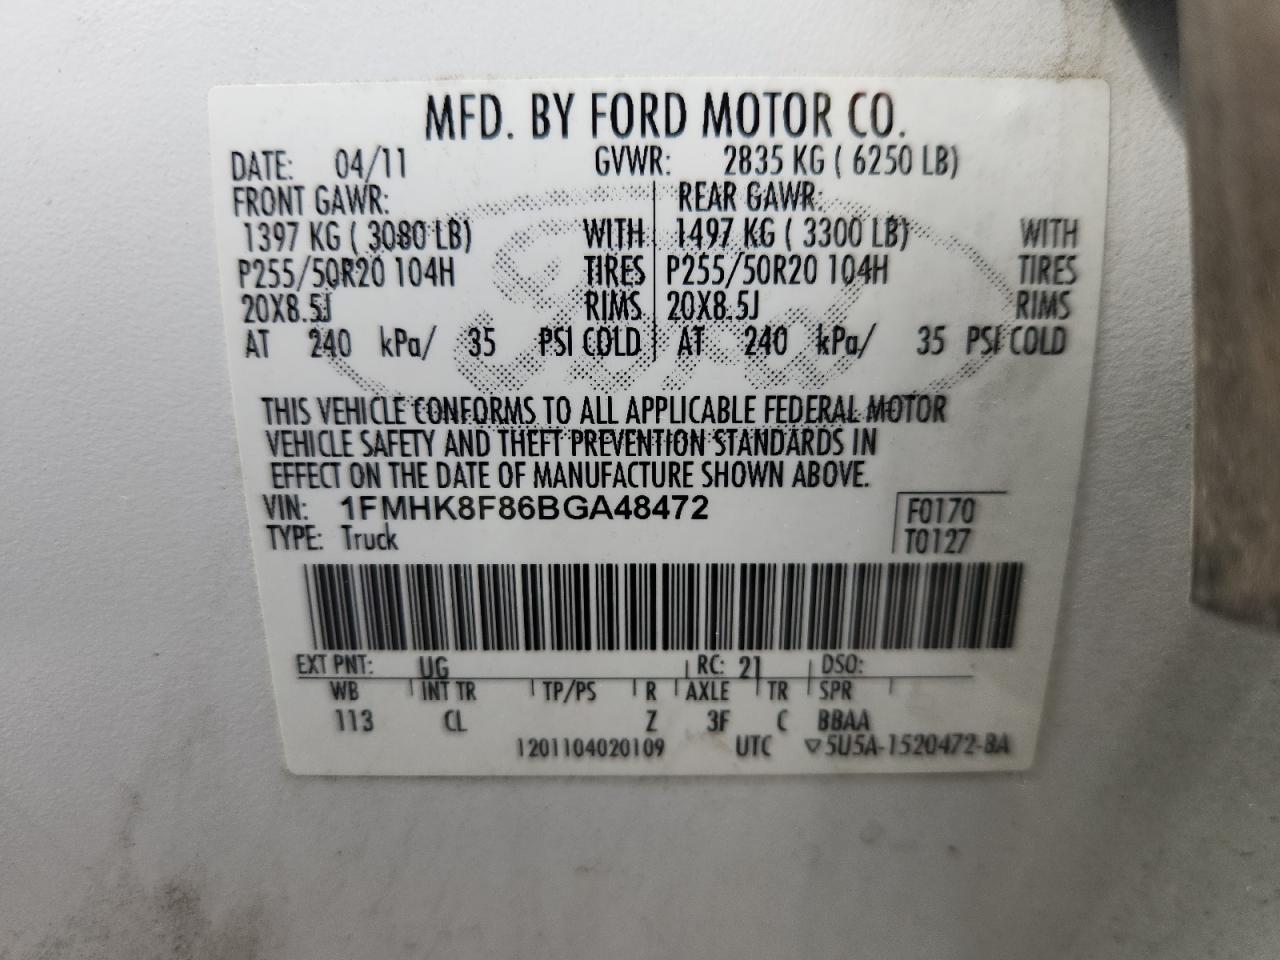 MFD. BY FORD MOTOR CO.
DATE: 04/11 GVWR: 2835 KG ( 6250 LB)
FRONT GAWR: REAR GAWR:
1397 KG ( 3080 LB) WITH 1497 KG ( 3300 LB) WITH
P255/50R20 104H TIRES P255/50R20 104H TIRES
20X8.5J RIMS 20X8.5J RIMS
AT 240 kPa/ 35 PSI COLD AT 240 kPa/ 35 PSI COLD
THIS VEHICLE CONFORMS TO ALL APPLICABLE FEDERAL MOTOR
VEHICLE SAFETY AND THEFT PREVENTION STANDARDS IN
EFFECT ON THE DATE OF MANUFACTURE SHOWN ABOVE.
VIN: 1FMHK8F86BGA48472 F0170
TYPE: Truck T0127
EXT PNT: UG RC: 21 DSO:
WB INT TR TP/PS R AXLE TR SPR
113 CL Z 3F C BBAA
1201104020109 UTC ▽5U5A-1520472-BA
Ford